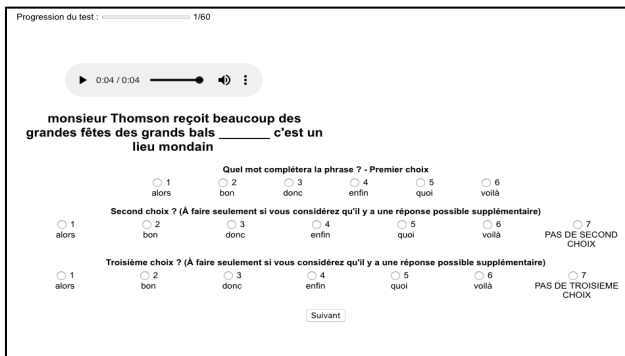 Progression du test : 1/60
0:04 / 0:04
monsieur Thomson reçoit beaucoup des
grandes fêtes des grands bals _______ c'est un
lieu mondain
Quel mot complétera la phrase ? - Premier choix
1 2 3 4 5 6
alors bon donc enfin quoi voilà
Second choix ? (À faire seulement si vous considérez qu'il y a une réponse possible supplémentaire)
1 2 3 4 5 6 7
alors bon donc enfin quoi voilà PAS DE SECOND
CHOIX
Troisième choix ? (À faire seulement si vous considérez qu'il y a une réponse possible supplémentaire)
1 2 3 4 5 6 7
alors bon donc enfin quoi voilà PAS DE TROISIEME
CHOIX
Suivant